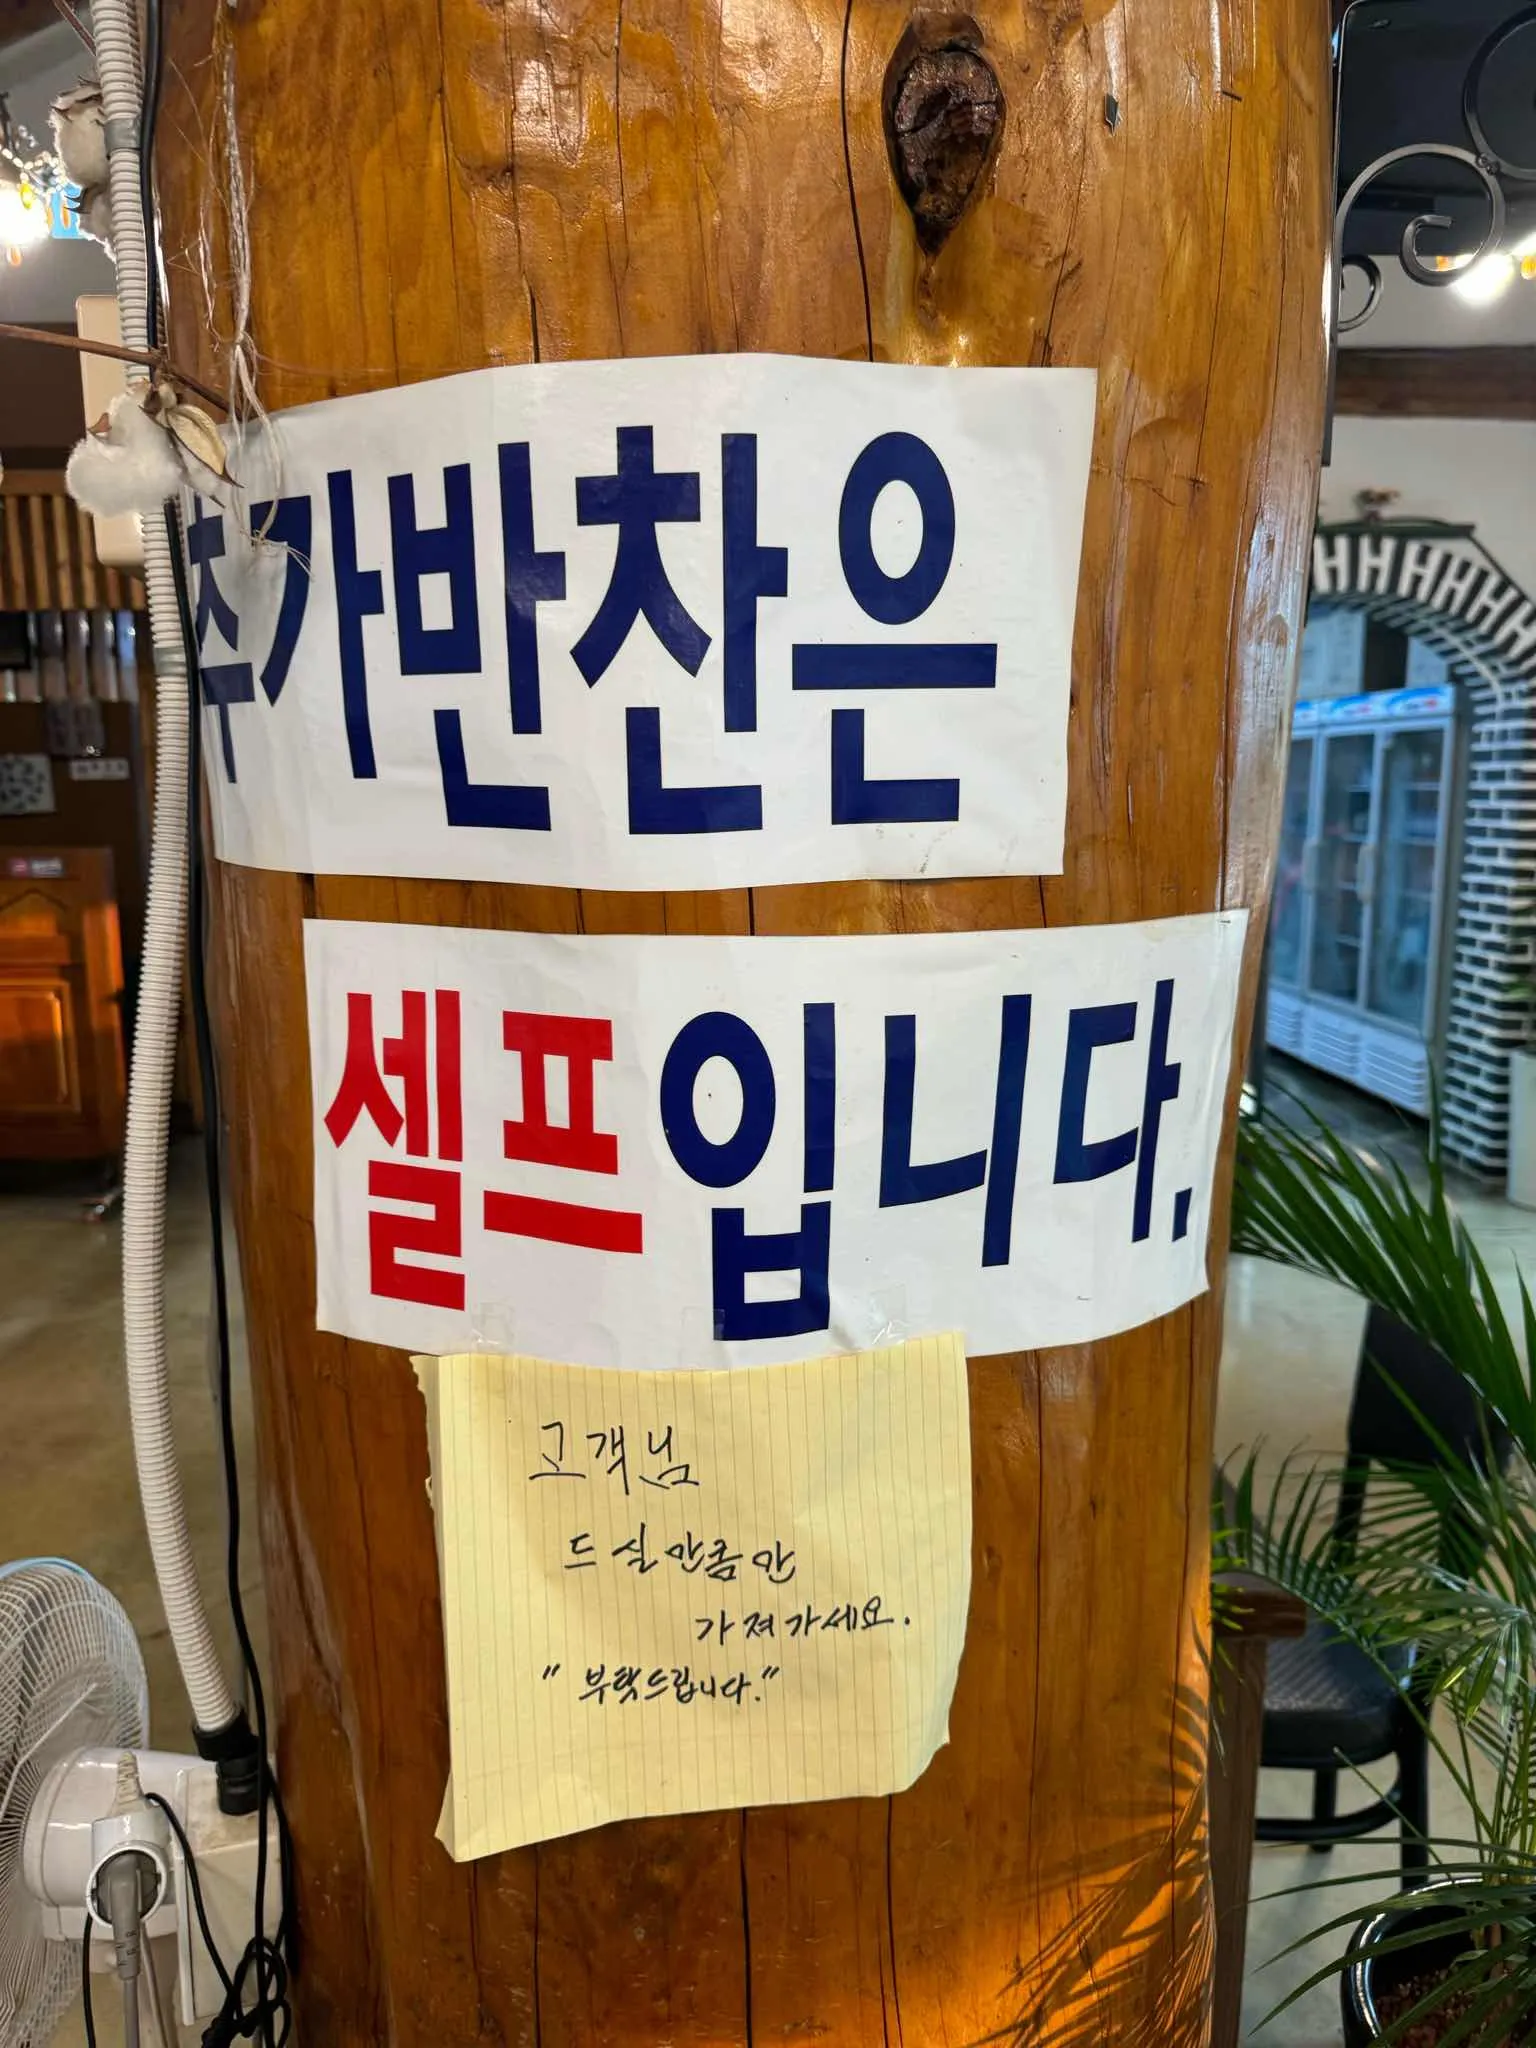 추가반찬은
셀프입니다.
고객님
드실 만큼만
가져가세요.
" 부탁드립니다."